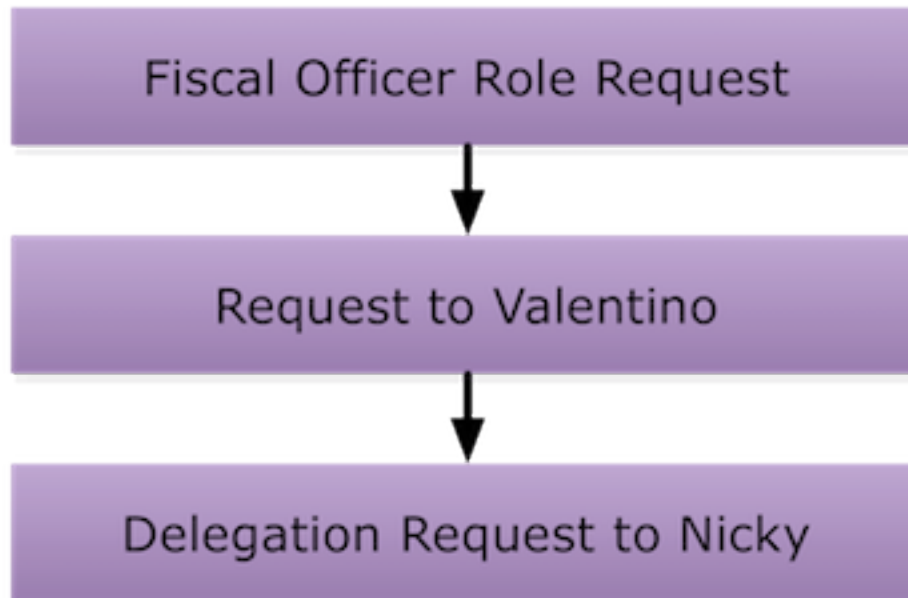 Fiscal Officer Role Request
Request to Valentino
Delegation Request to Nicky